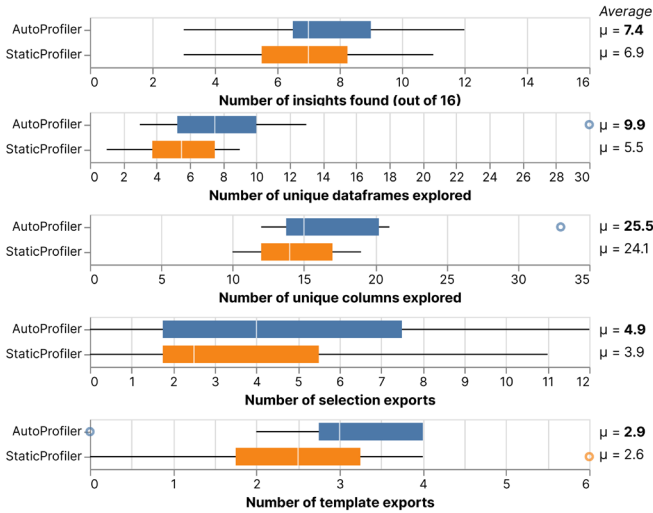 Average
AutoProfiler
μ = 7.4
StaticProfiler
μ = 6.9
0 2 4 6 8 10 12 14 16
Number of insights found (out of 16)
AutoProfiler
μ = 9.9
StaticProfiler
μ = 5.5
0 2 4 6 8 10 12 14 16 18 20 22 24 26 28 30
Number of unique dataframes explored
AutoProfiler
μ = 25.5
StaticProfiler
μ = 24.1
0 5 10 15 20 25 30 35
Number of unique columns explored
AutoProfiler
μ = 4.9
StaticProfiler
μ = 3.9
0 1 2 3 4 5 6 7 8 9 10 11 12
Number of selection exports
AutoProfiler
μ = 2.9
StaticProfiler
μ = 2.6
0 1 2 3 4 5 6
Number of template exports